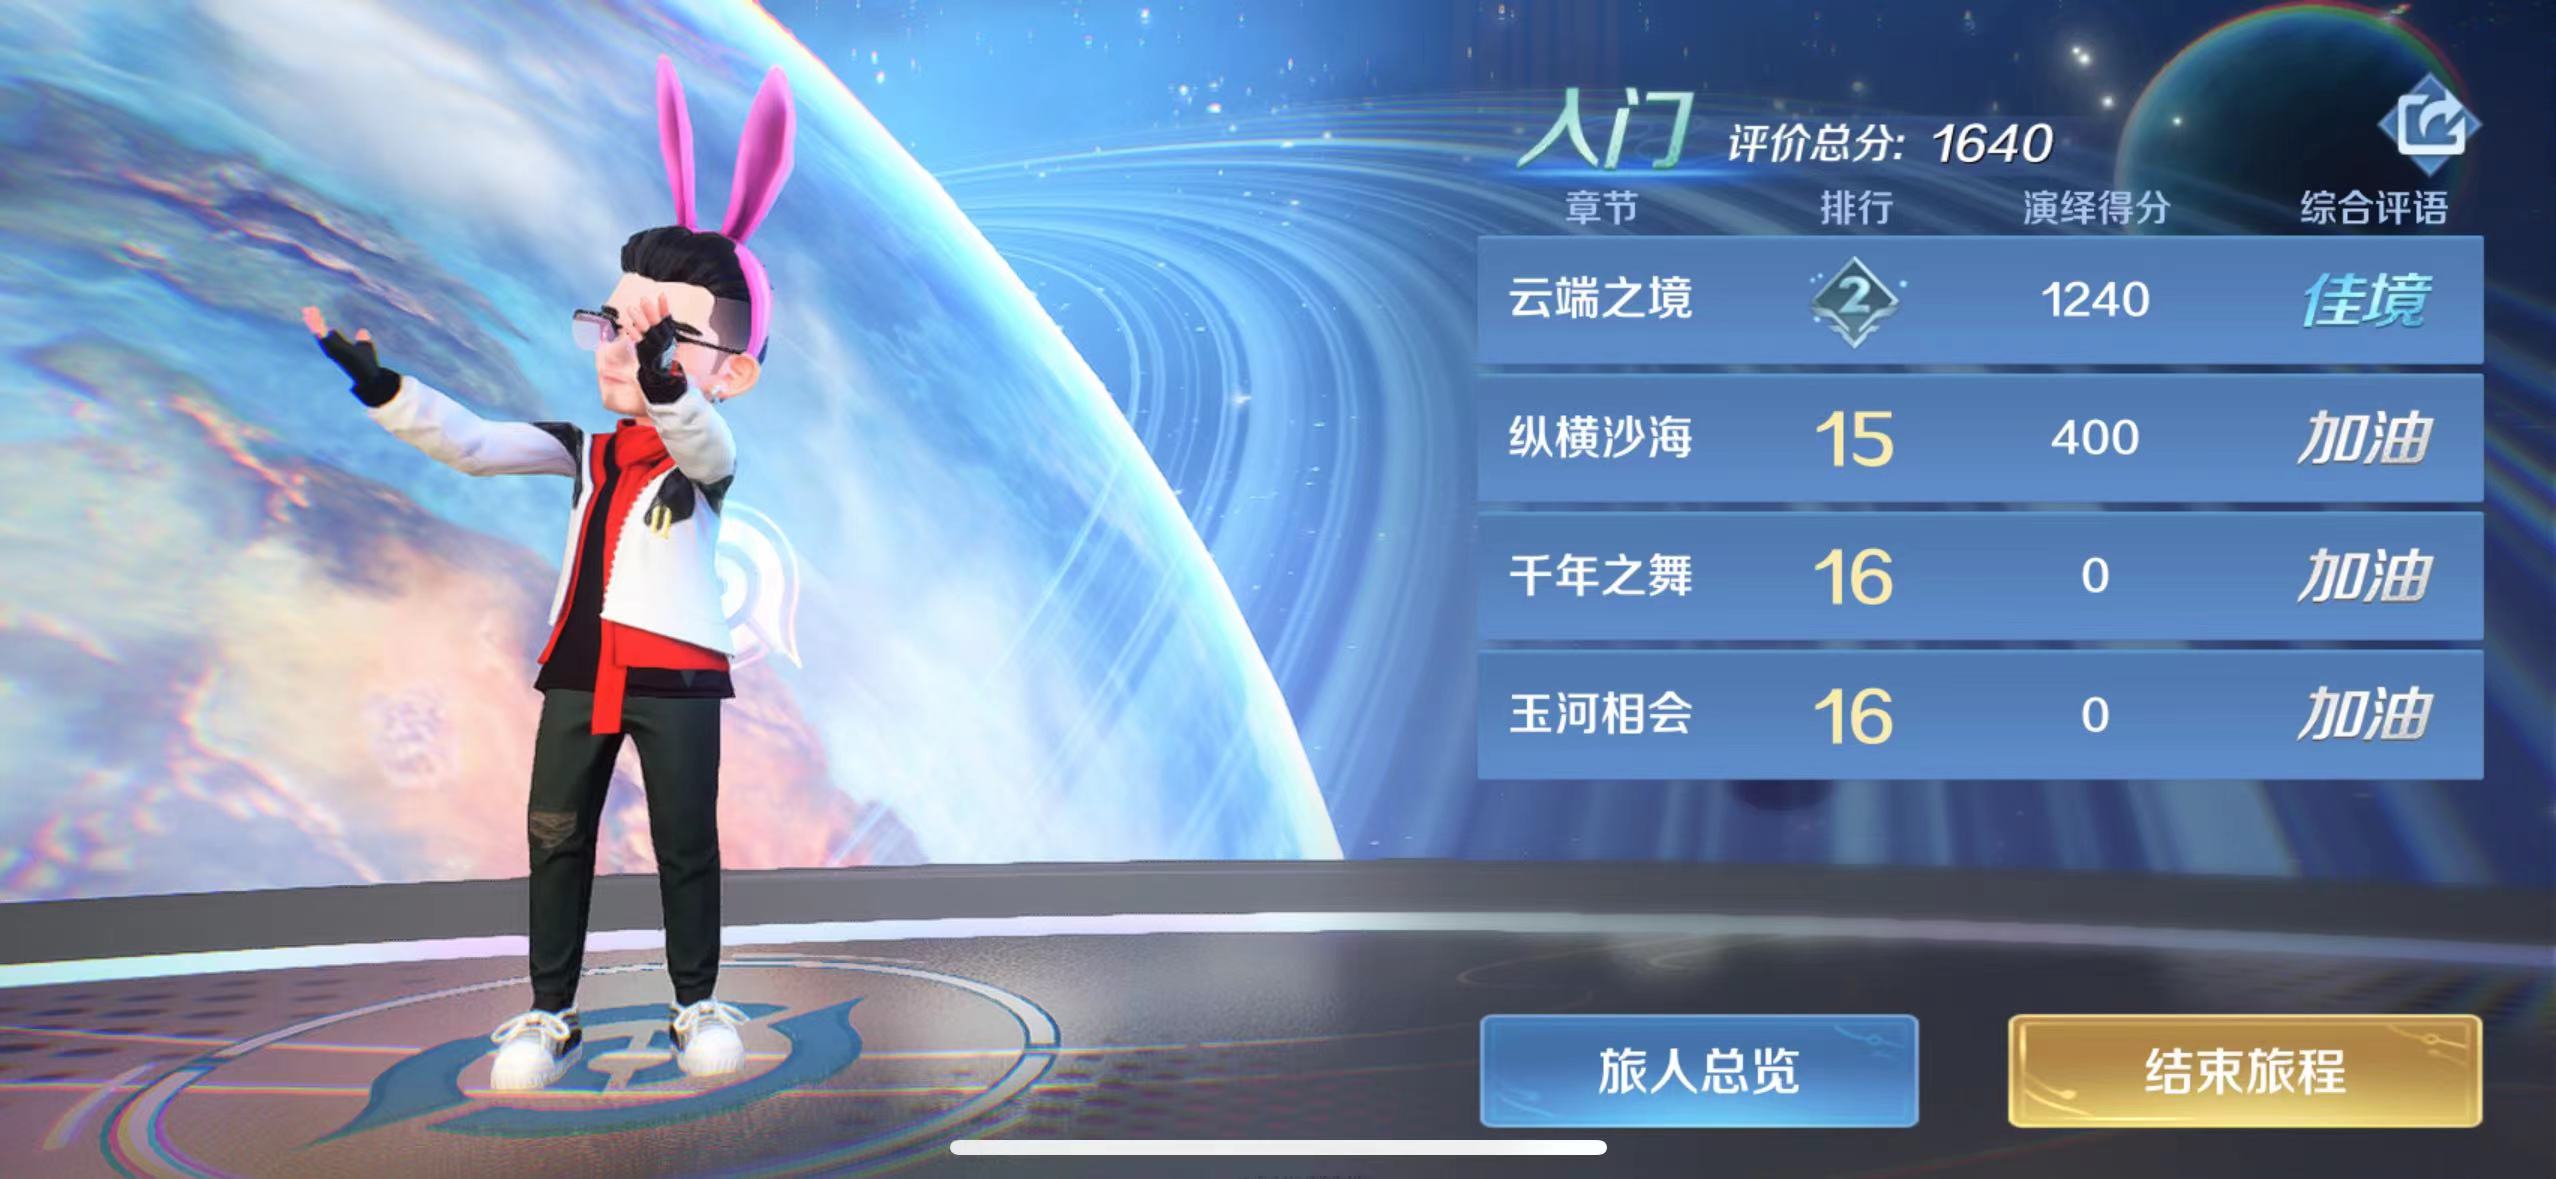 入门 评价总分: 1640
章节 排行 演绎得分 综合评语
云端之境 2 1240 佳境
纵横沙海 15 400 加油
千年之舞 16 0 加油
玉河相会 16 0 加油
旅人总览 结束旅程